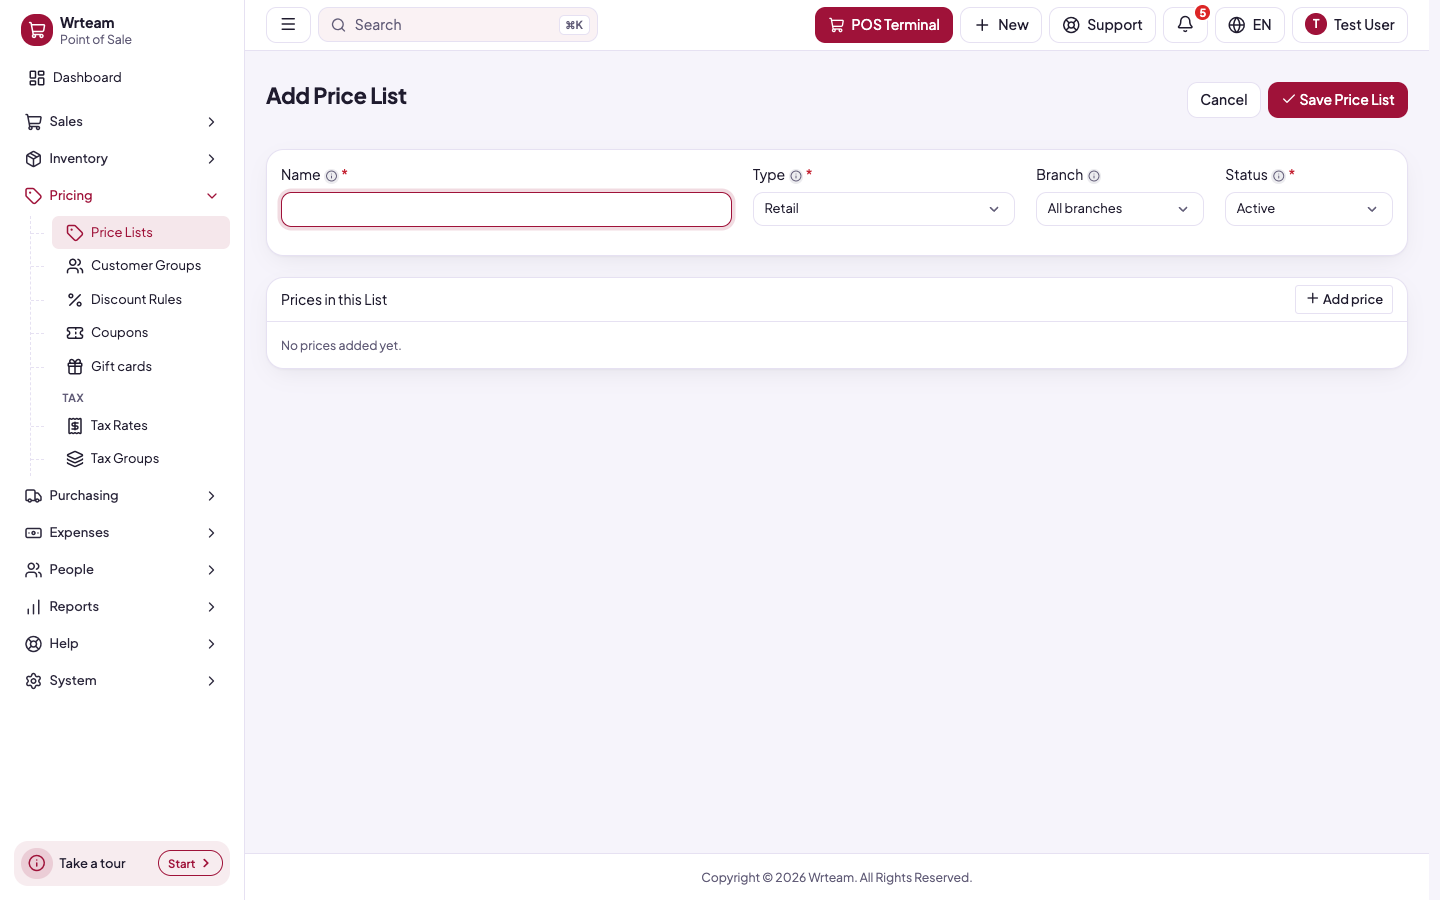 Wrteam
Point of Sale
Dashboard
Sales
Inventory
Pricing
Price Lists
Customer Groups
Discount Rules
Coupons
Gift cards
TAX
Tax Rates
Tax Groups
Purchasing
Expenses
People
Reports
Help
System
Take a tour
Start
Search
⌘K
POS Terminal
New
Support
5
EN
T
Test User
Add Price List
Cancel
Save Price List
Name *
Type *
Branch
Status *
Retail
All branches
Active
Prices in this List
Add price
No prices added yet.
Copyright © 2026 Wrteam. All Rights Reserved.